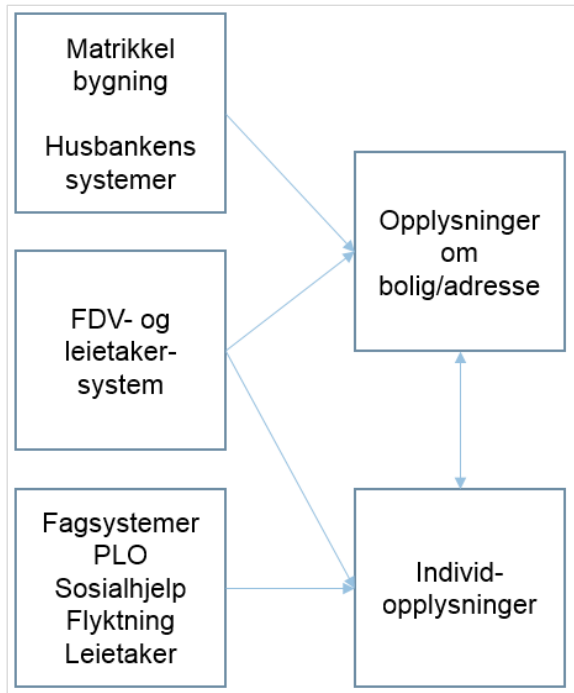 Matrikkel
bygning
Husbankens
systemer
Opplysninger
om
bolig/adresse
FDV- og
leietaker-
system
Fagsystemer
PLO
Sosialhjelp
Flyktning
Leietaker
Individ-
opplysninger